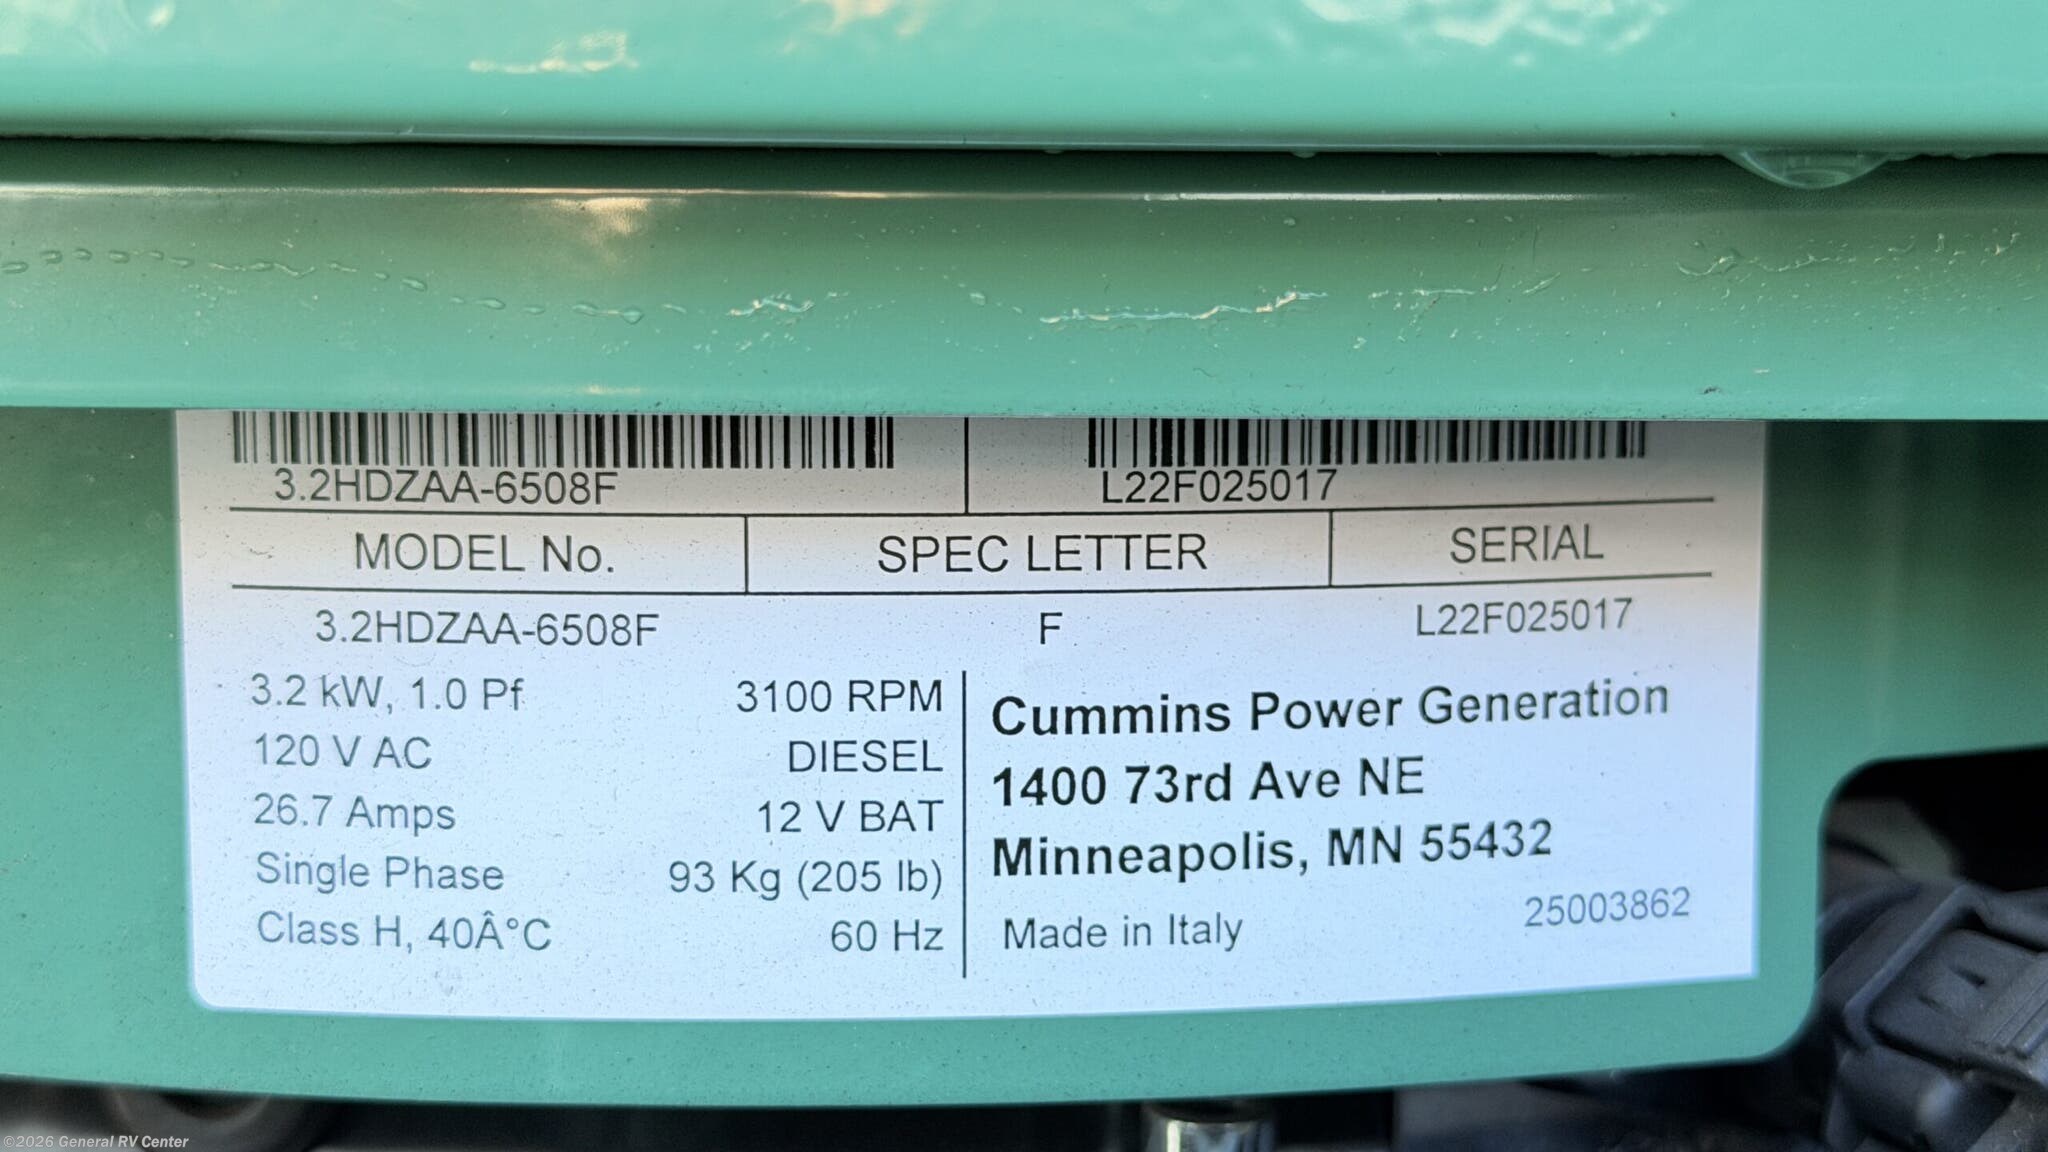 3.2HDZAA-6508F L22F025017
MODEL No. SPEC LETTER SERIAL
3.2HDZAA-6508F F L22F025017
3.2 kW, 1.0 Pf 3100 RPM
120 V AC DIESEL
26.7 Amps 12 V BAT
Single Phase 93 Kg (205 lb)
Class H, 40Â°C 60 Hz
Cummins Power Generation
1400 73rd Ave NE
Minneapolis, MN 55432
Made in Italy 25003862
©2026 General RV Center